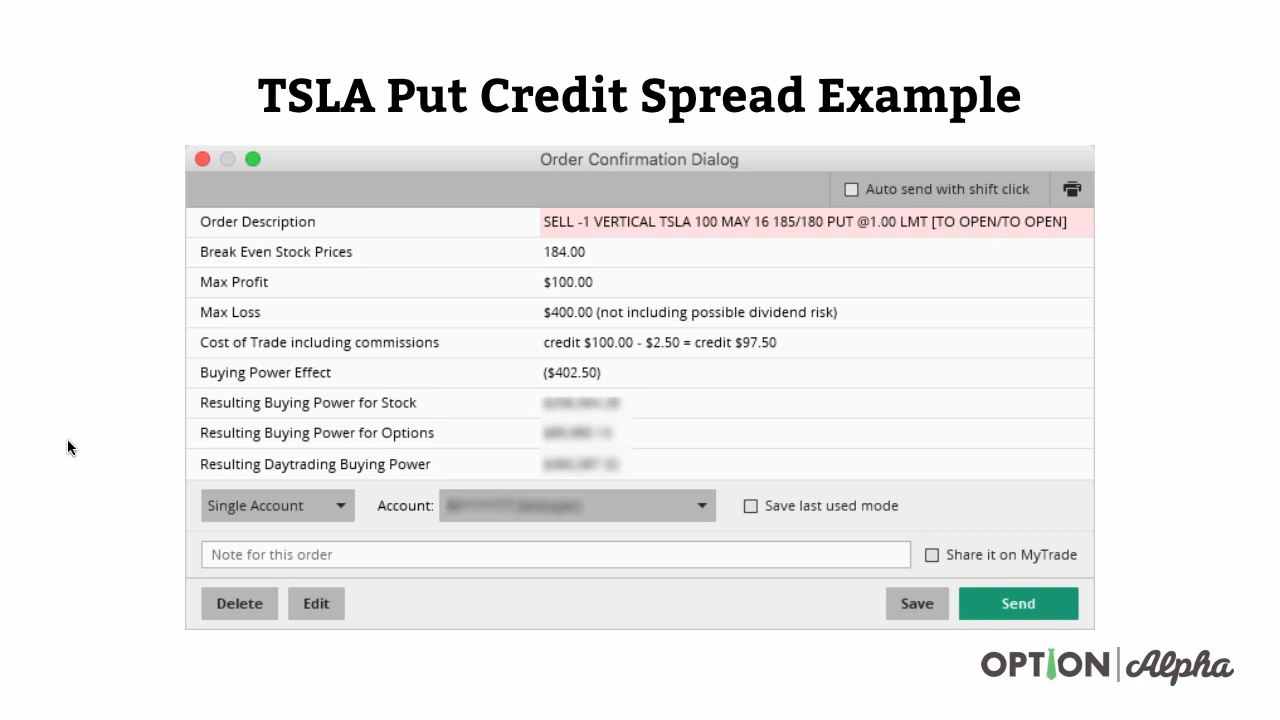 TSLA Put Credit Spread Example
Order Confirmation Dialog
Auto send with shift click
Order Description SELL -1 VERTICAL TSLA 100 MAY 16 185/180 PUT @1.00 LMT [TO OPEN/TO OPEN]
Break Even Stock Prices 184.00
Max Profit $100.00
Max Loss $400.00 (not including possible dividend risk)
Cost of Trade including commissions credit $100.00 - $2.50 = credit $97.50
Buying Power Effect ($402.50)
Resulting Buying Power for Stock
Resulting Buying Power for Options
Resulting Daytrading Buying Power
Single Account Account: Save last used mode
Note for this order Share it on MyTrade
Delete Edit Save Send
OPTION Alpha